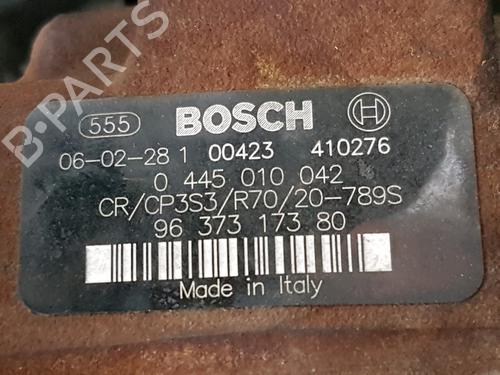 555 BOSCH
06-02-28 1 00423 410276
0 445 010 042
CR/CP3S3/R70/20-789S
96 373 173 80
Made in Italy
B-PARTS